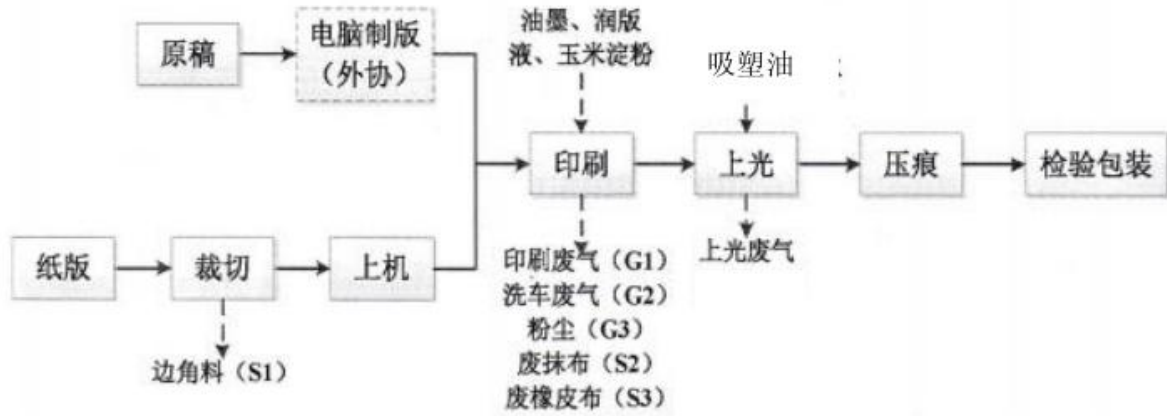 原稿
电脑制版
（外协）
油墨、润版
液、玉米淀粉
吸塑油
印刷
上光
压痕
检验包装
纸版
裁切
上机
边角料（S1）
印刷废气（G1）
洗车废气（G2）
粉尘（G3）
废抹布（S2）
废橡皮布（S3）
上光废气